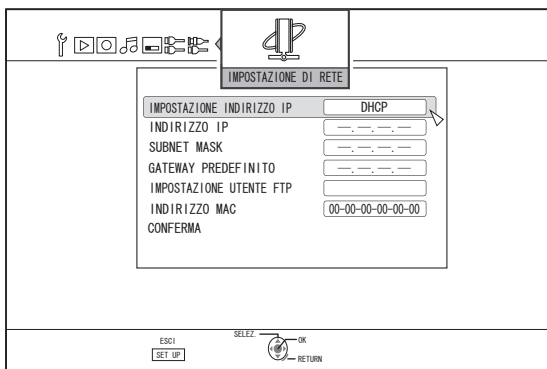 IMPOSTAZIONE DI RETE
IMPOSTAZIONE INDIRIZZO IP DHCP
INDIRIZZO IP —.—.—.—
SUBNET MASK —.—.—.—
GATEWAY PREDEFINITO —.—.—.—
IMPOSTAZIONE UTENTE FTP
INDIRIZZO MAC 00-00-00-00-00-00
CONFERMA
ESCI
SET UP
SELEZ.
OK
RETURN